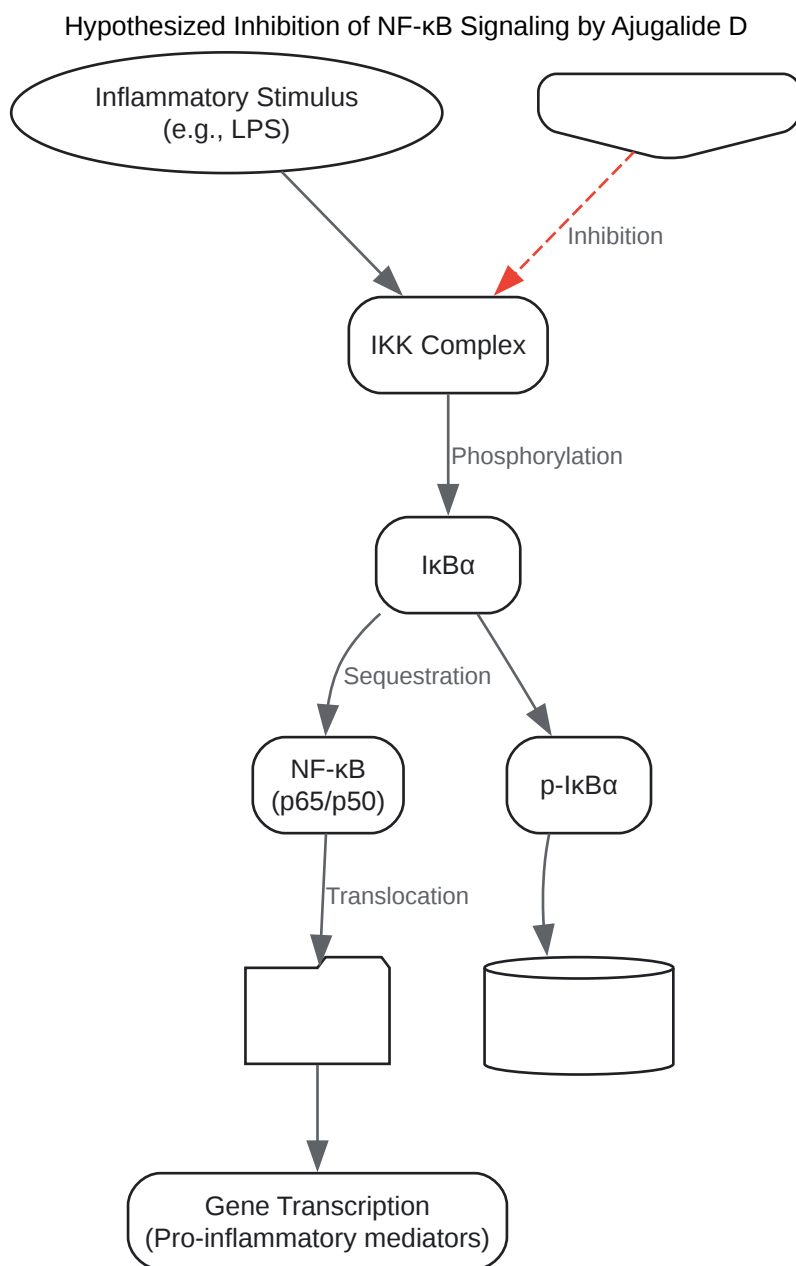 Hypothesized Inhibition of NF-κB Signaling by Ajugalide D
Inflammatory Stimulus
(e.g., LPS)
Inhibition
IKK Complex
Phosphorylation
IκBα
Sequestration
NF-κB
(p65/p50)
p-IκBα
Translocation
Gene Transcription
(Pro-inflammatory mediators)